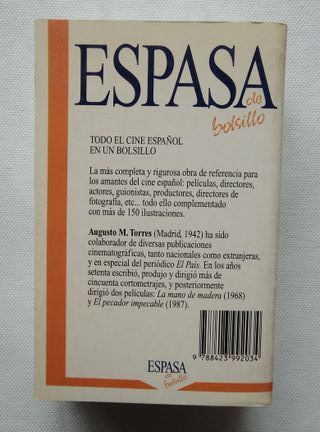 ESPASA
de
bolsillo
TODO EL CINE ESPAÑOL
EN UN BOLSILLO
La más completa y rigurosa obra de referencia para
los amantes del cine español: películas, directores,
actores, guionistas, productores, directores de
fotografía, etc... todo ello complementado
con más de 150 ilustraciones.
Augusto M. Torres (Madrid, 1942) ha sido
colaborador de diversas publicaciones
cinematográficas, tanto nacionales como extranjeras,
y en especial del periódico El País. En los años
setenta escribió, produjo y dirigió más de
cincuenta cortometrajes, y posteriormente
dirigió dos películas: La mano de madera (1968)
y El pecador impecable (1987).
9 788423 992034
ESPASA
de
bolsillo